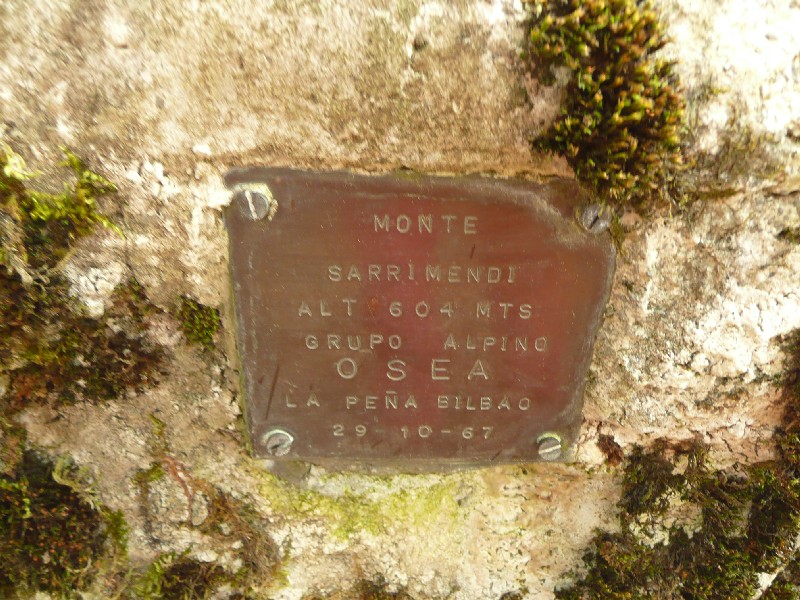 MONTE
SARRIMENDI
ALT 604 MTS
GRUPO ALPINO
OSEA
LA PEÑA BILBAO
29-10-67